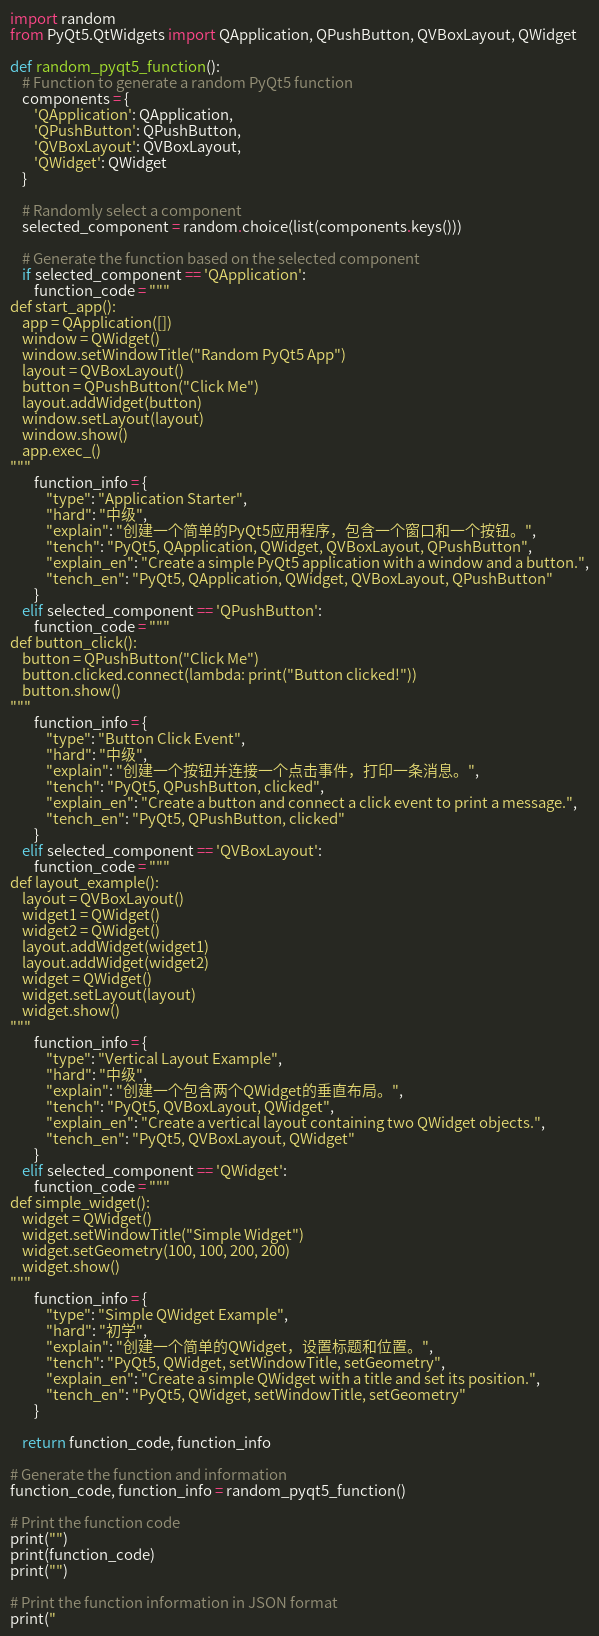 import random
from PyQt5.QtWidgets import QApplication, QPushButton, QVBoxLayout, QWidget

def random_pyqt5_function():
    # Function to generate a random PyQt5 function
    components = {
        'QApplication': QApplication,
        'QPushButton': QPushButton,
        'QVBoxLayout': QVBoxLayout,
        'QWidget': QWidget
    }

    # Randomly select a component
    selected_component = random.choice(list(components.keys()))

    # Generate the function based on the selected component
    if selected_component == 'QApplication':
        function_code = """
def start_app():
    app = QApplication([])
    window = QWidget()
    window.setWindowTitle("Random PyQt5 App")
    layout = QVBoxLayout()
    button = QPushButton("Click Me")
    layout.addWidget(button)
    window.setLayout(layout)
    window.show()
    app.exec_()
"""
        function_info = {
            "type": "Application Starter",
            "hard": "中级",
            "explain": "创建一个简单的PyQt5应用程序，包含一个窗口和一个按钮。",
            "tench": "PyQt5, QApplication, QWidget, QVBoxLayout, QPushButton",
            "explain_en": "Create a simple PyQt5 application with a window and a button.",
            "tench_en": "PyQt5, QApplication, QWidget, QVBoxLayout, QPushButton"
        }
    elif selected_component == 'QPushButton':
        function_code = """
def button_click():
    button = QPushButton("Click Me")
    button.clicked.connect(lambda: print("Button clicked!"))
    button.show()
"""
        function_info = {
            "type": "Button Click Event",
            "hard": "中级",
            "explain": "创建一个按钮并连接一个点击事件，打印一条消息。",
            "tench": "PyQt5, QPushButton, clicked",
            "explain_en": "Create a button and connect a click event to print a message.",
            "tench_en": "PyQt5, QPushButton, clicked"
        }
    elif selected_component == 'QVBoxLayout':
        function_code = """
def layout_example():
    layout = QVBoxLayout()
    widget1 = QWidget()
    widget2 = QWidget()
    layout.addWidget(widget1)
    layout.addWidget(widget2)
    widget = QWidget()
    widget.setLayout(layout)
    widget.show()
"""
        function_info = {
            "type": "Vertical Layout Example",
            "hard": "中级",
            "explain": "创建一个包含两个QWidget的垂直布局。",
            "tench": "PyQt5, QVBoxLayout, QWidget",
            "explain_en": "Create a vertical layout containing two QWidget objects.",
            "tench_en": "PyQt5, QVBoxLayout, QWidget"
        }
    elif selected_component == 'QWidget':
        function_code = """
def simple_widget():
    widget = QWidget()
    widget.setWindowTitle("Simple Widget")
    widget.setGeometry(100, 100, 200, 200)
    widget.show()
"""
        function_info = {
            "type": "Simple QWidget Example",
            "hard": "初学",
            "explain": "创建一个简单的QWidget，设置标题和位置。",
            "tench": "PyQt5, QWidget, setWindowTitle, setGeometry",
            "explain_en": "Create a simple QWidget with a title and set its position.",
            "tench_en": "PyQt5, QWidget, setWindowTitle, setGeometry"
        }

    return function_code, function_info

# Generate the function and information
function_code, function_info = random_pyqt5_function()

# Print the function code
print("")
print(function_code)
print("")

# Print the function information in JSON format
print("